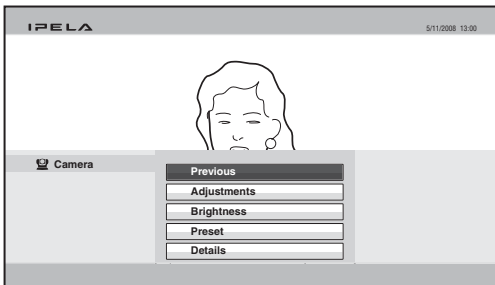 IPELA
5/11/2008 13:00
Camera
Previous
Adjustments
Brightness
Preset
Details